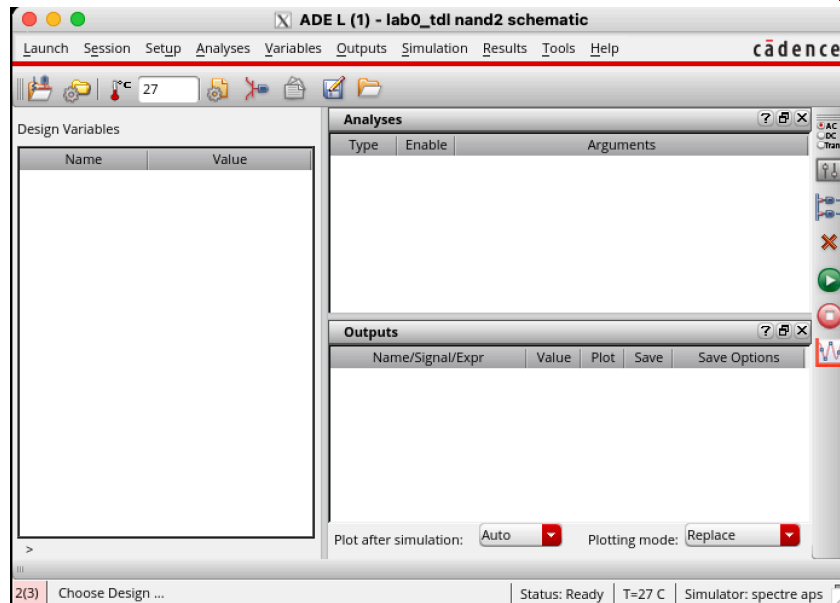 ADE L (1) - lab0_tdl nand2 schematic
Launch Session Setup Analyses Variables Outputs Simulation Results Tools Help cādence
°C 27
Design Variables
Name Value
Analyses
Type Enable Arguments
AC
DC
Tran
Outputs
Name/Signal/Expr Value Plot Save Save Options
Plot after simulation: Auto Plotting mode: Replace
>
2(3) Choose Design ... Status: Ready T=27 C Simulator: spectre aps